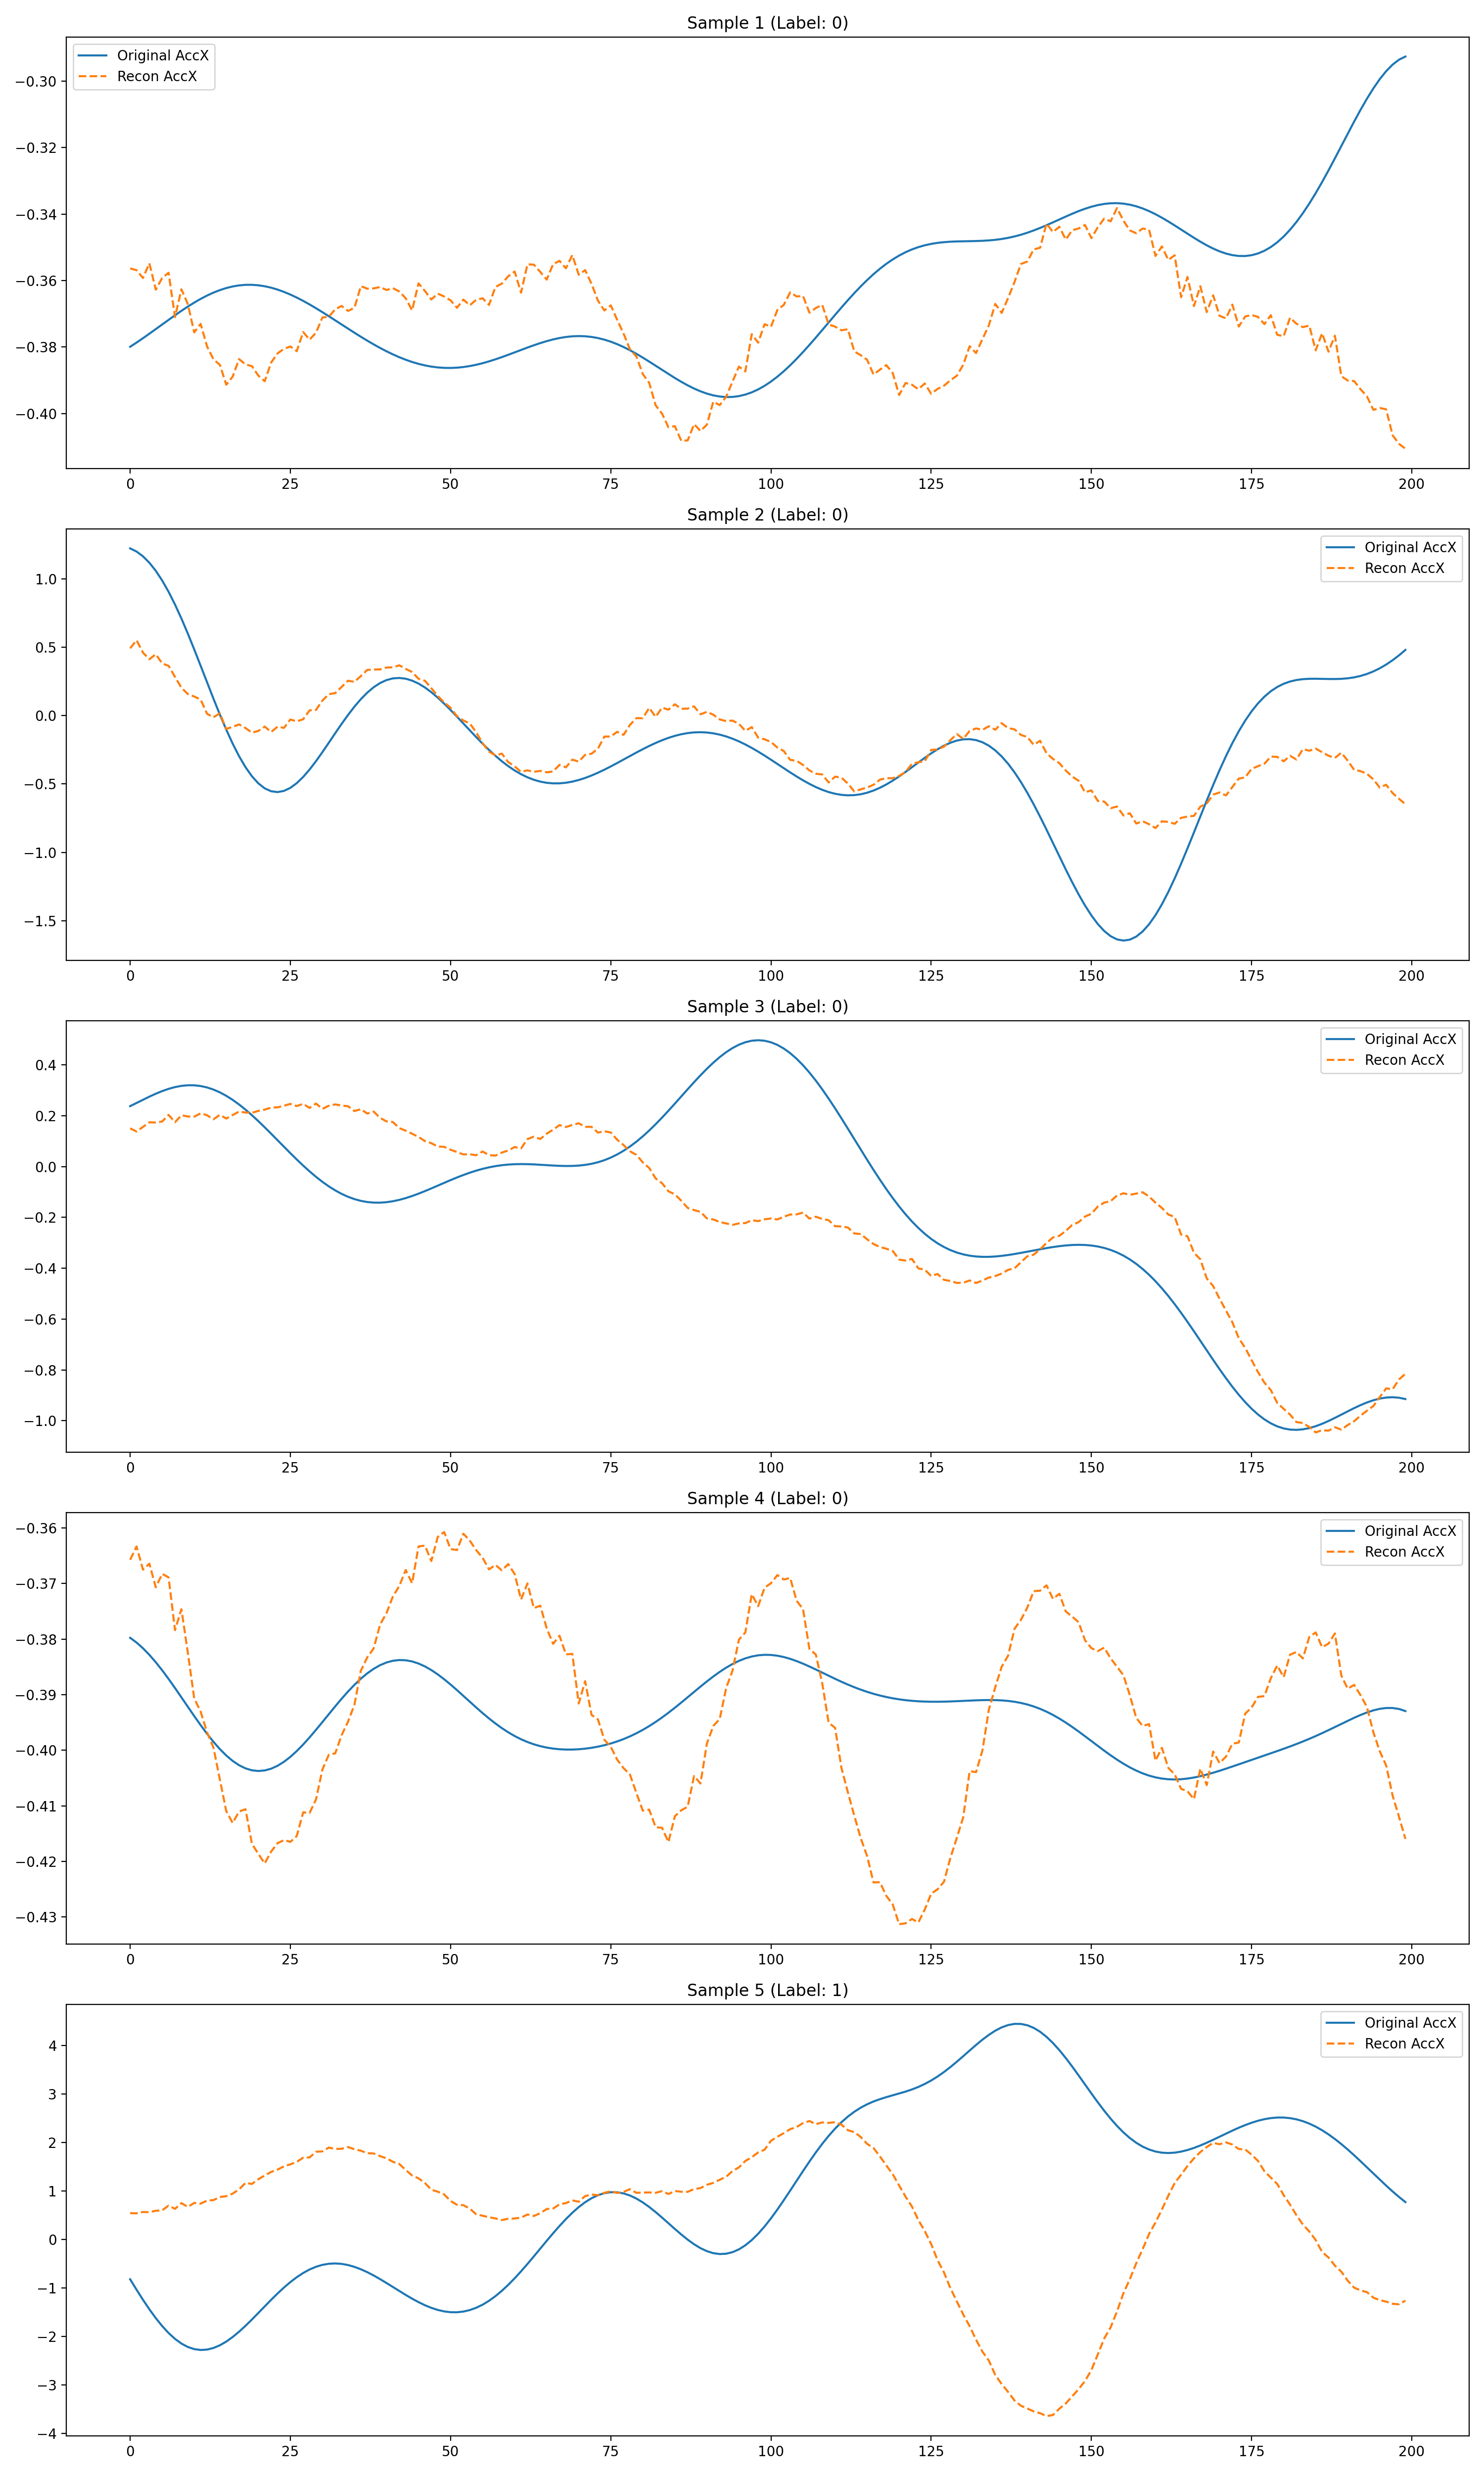 Sample 1 (Label: 0)
Original AccX
Recon AccX
−0.30
−0.32
−0.34
−0.36
−0.38
−0.40
0 25 50 75 100 125 150 175 200
Sample 2 (Label: 0)
Original AccX
Recon AccX
1.0
0.5
0.0
−0.5
−1.0
−1.5
0 25 50 75 100 125 150 175 200
Sample 3 (Label: 0)
Original AccX
Recon AccX
0.4
0.2
0.0
−0.2
−0.4
−0.6
−0.8
−1.0
0 25 50 75 100 125 150 175 200
Sample 4 (Label: 0)
Original AccX
Recon AccX
−0.36
−0.37
−0.38
−0.39
−0.40
−0.41
−0.42
−0.43
0 25 50 75 100 125 150 175 200
Sample 5 (Label: 1)
Original AccX
Recon AccX
4
3
2
1
0
−1
−2
−3
−4
0 25 50 75 100 125 150 175 200